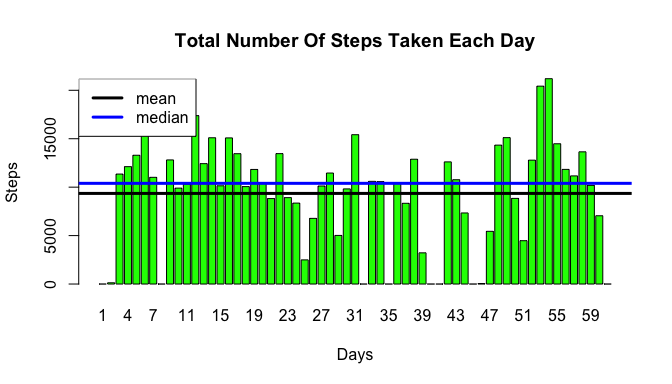 Total Number Of Steps Taken Each Day
mean
median
Steps
15000
5000
0
1 4 7 11 15 19 23 27 31 35 39 43 47 51 55 59
Days